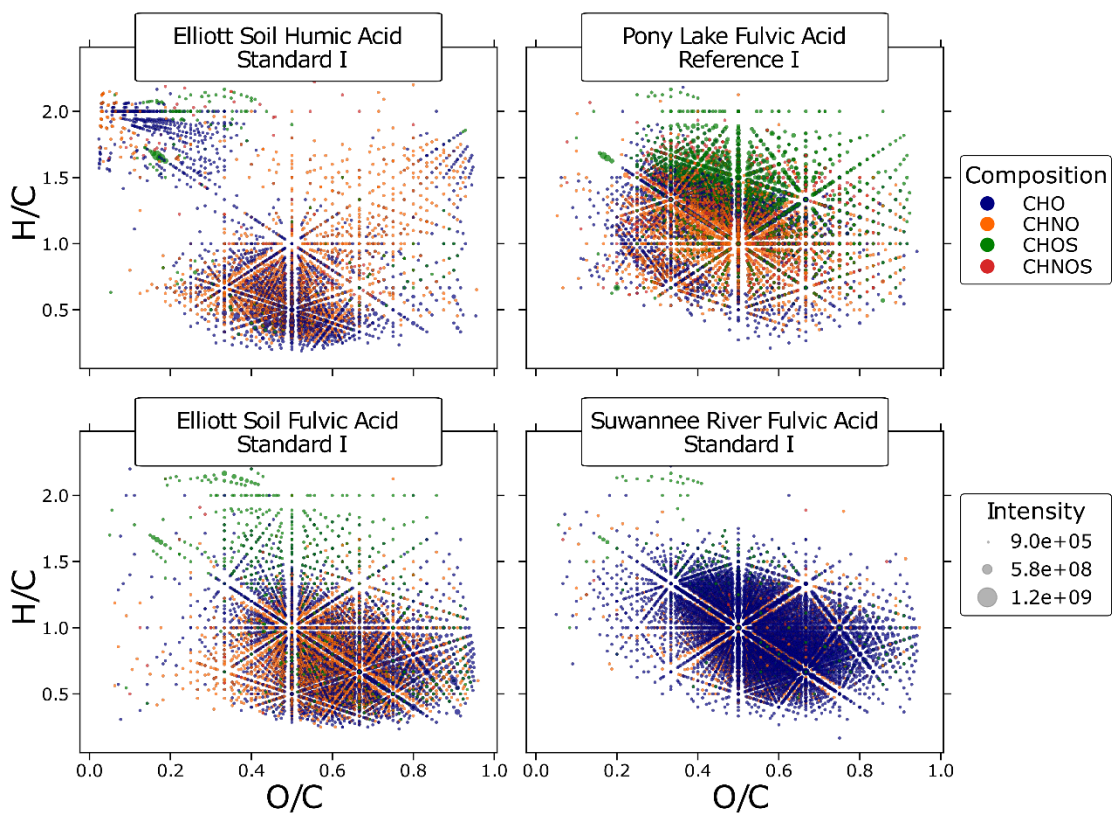 Elliott Soil Humic Acid
Standard I
Pony Lake Fulvic Acid
Reference I
H/C
2.0
1.5
1.0
0.5
Composition
CHO
CHNO
CHOS
CHNOS
Elliott Soil Fulvic Acid
Standard I
Suwannee River Fulvic Acid
Standard I
H/C
2.0
1.5
1.0
0.5
Intensity
9.0e+05
5.8e+08
1.2e+09
0.0 0.2 0.4 0.6 0.8 1.0
0.0 0.2 0.4 0.6 0.8 1.0
O/C
O/C